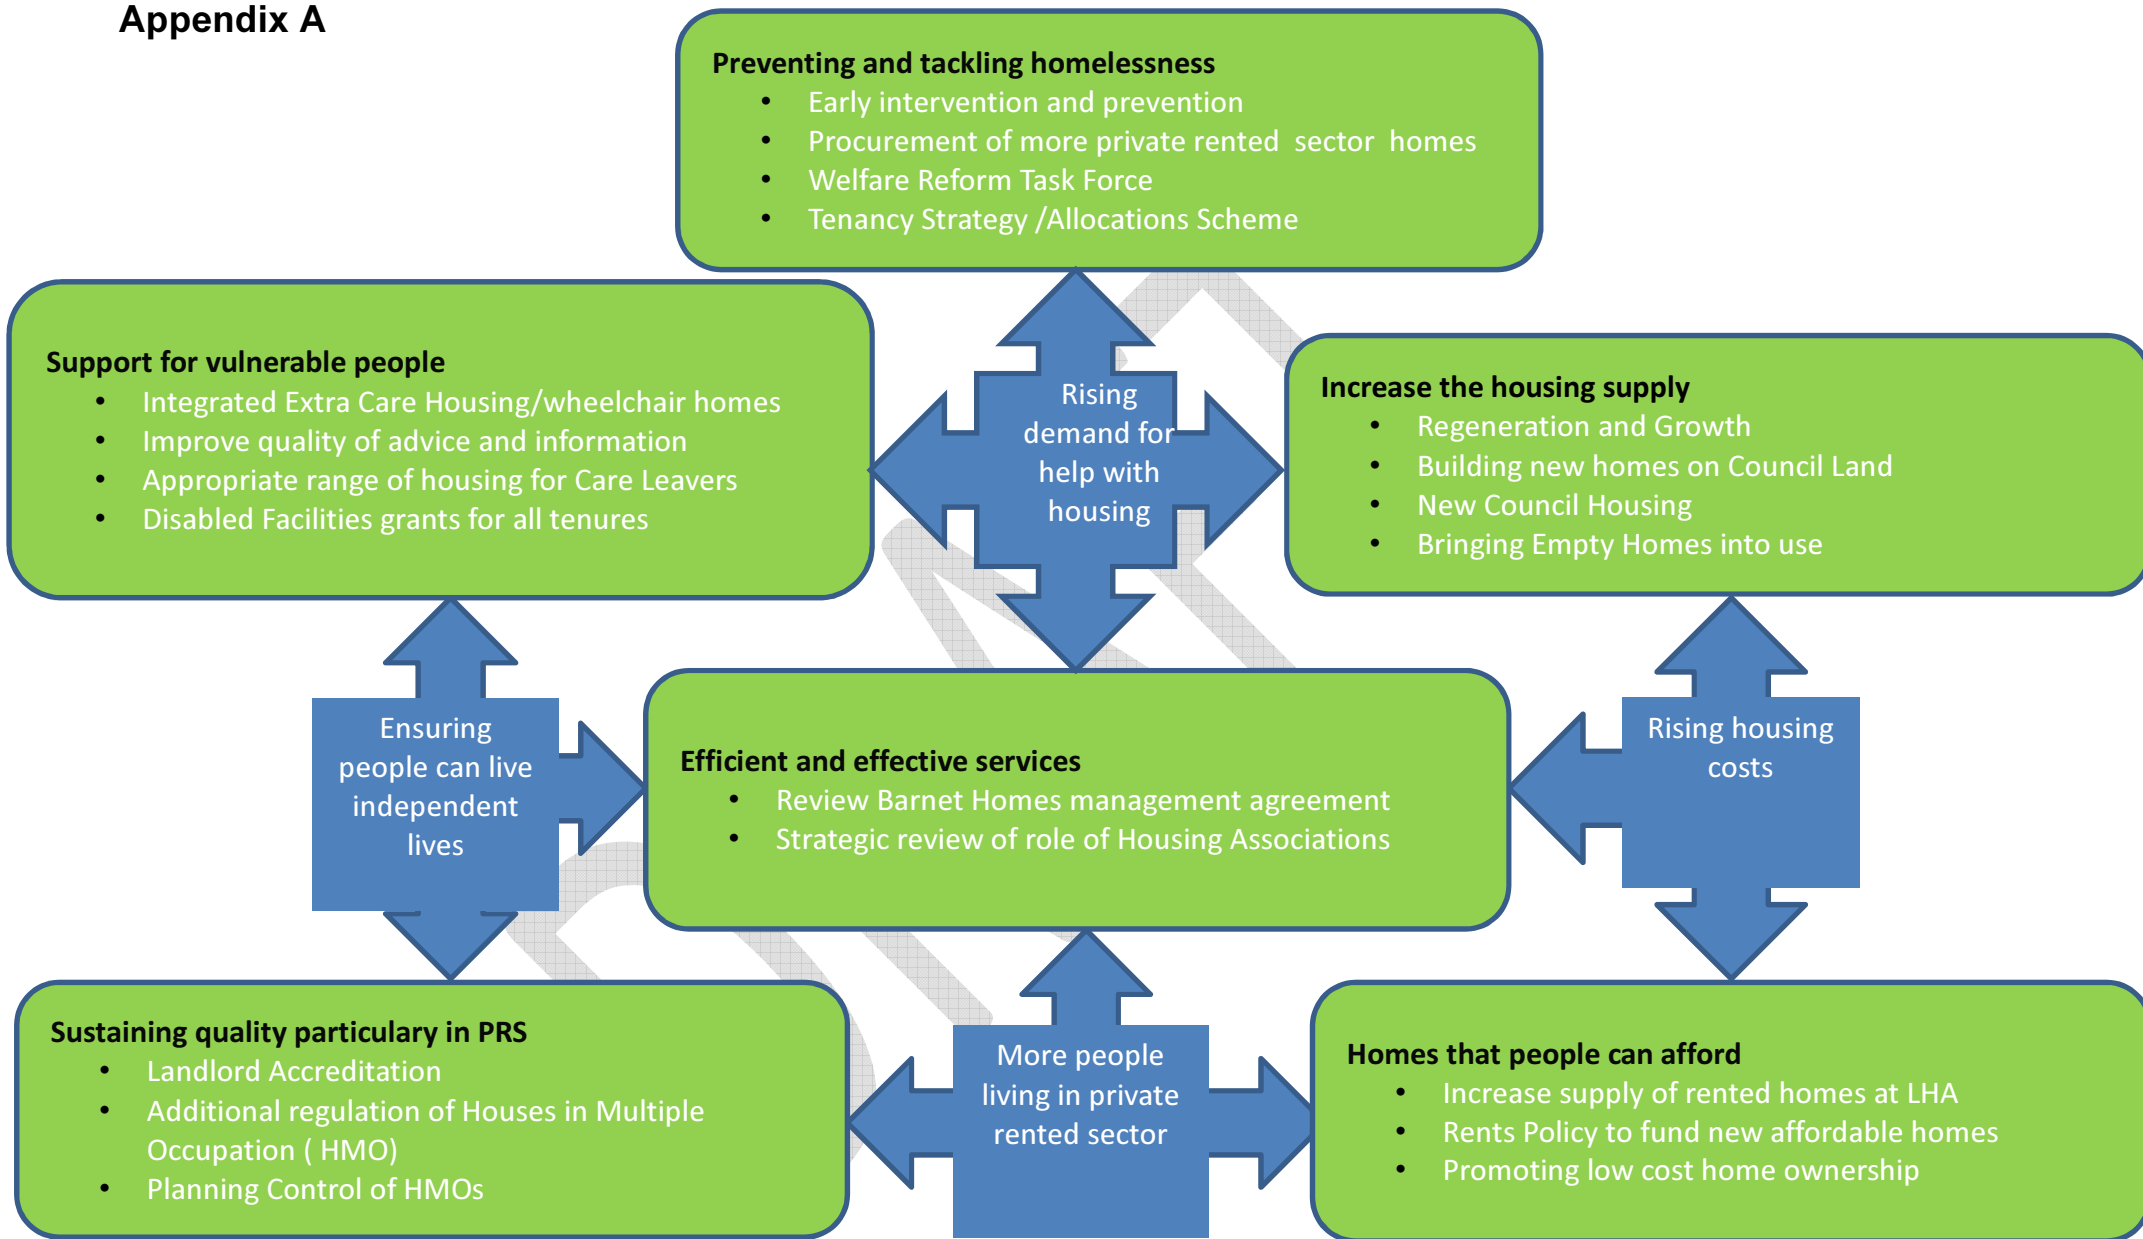 Appendix A
Preventing and tackling homelessness
• Early intervention and prevention
• Procurement of more private rented sector homes
• Welfare Reform Task Force
• Tenancy Strategy /Allocations Scheme
Support for vulnerable people
• Integrated Extra Care Housing/wheelchair homes
• Improve quality of advice and information
• Appropriate range of housing for Care Leavers
• Disabled Facilities grants for all tenures
Rising
demand for
help with
housing
Increase the housing supply
• Regeneration and Growth
• Building new homes on Council Land
• New Council Housing
• Bringing Empty Homes into use
Ensuring
people can live
independent
lives
Efficient and effective services
• Review Barnet Homes management agreement
• Strategic review of role of Housing Associations
Rising housing
costs
Sustaining quality particulary in PRS
• Landlord Accreditation
• Additional regulation of Houses in Multiple
Occupation ( HMO)
• Planning Control of HMOs
More people
living in private
rented sector
Homes that people can afford
• Increase supply of rented homes at LHA
• Rents Policy to fund new affordable homes
• Promoting low cost home ownership